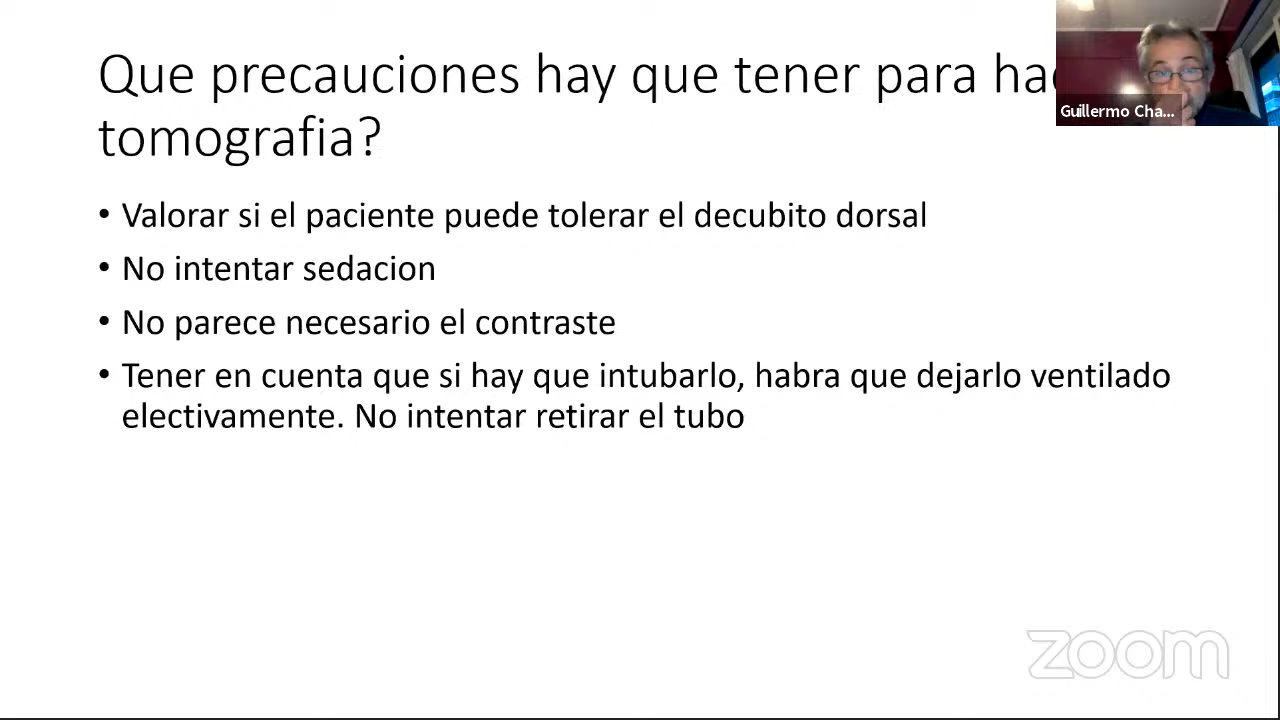 Que precauciones hay que tener para
tomografia?
Guillermo Cha...
• Valorar si el paciente puede tolerar el decubito dorsal
• No intentar sedacion
• No parece necesario el contraste
• Tener en cuenta que si hay que intubarlo, habra que dejarlo ventilado
electivamente. No intentar retirar el tubo
zoom